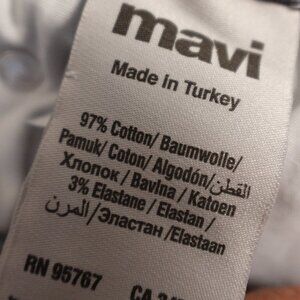 mavi
Made in Turkey
97% Cotton/ Baumwolle/
Pamuk/ Coton/ Algodón/القطن
Хлопок / Bavlna / Katoen
3% Elastane / Elastan /
المرن/Эластан /Elastaan
RN 95767 CA